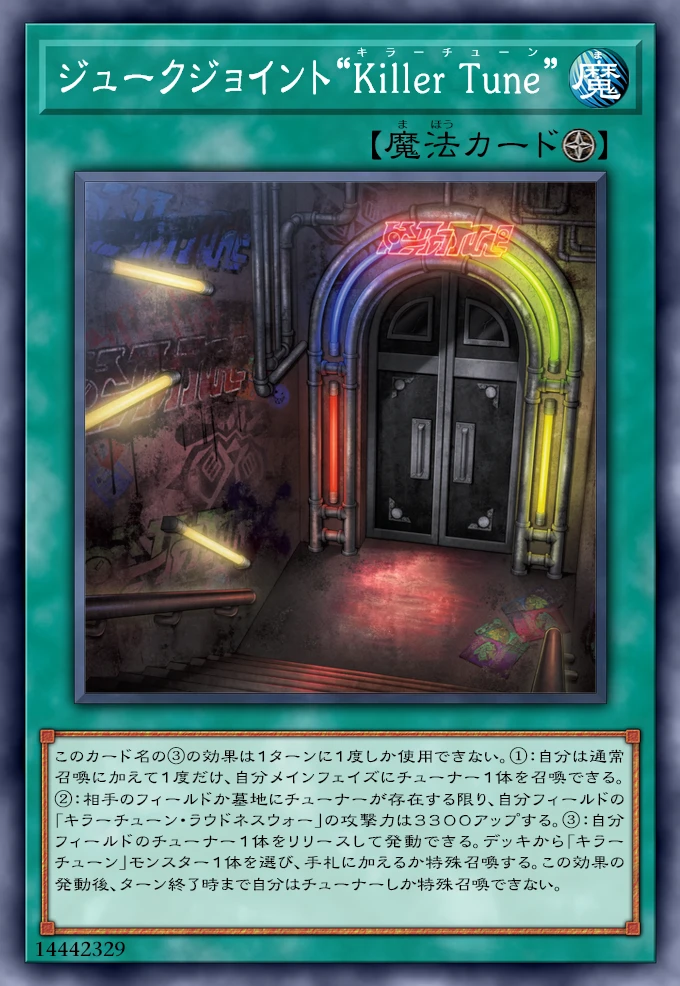 キラーチューン
ジュークジョイント“Killer Tune”
ま
魔
ま ほう
【魔法カード】
このカード名の③の効果は1ターンに1度しか使用できない。①：自分は通常
召喚に加えて1度だけ、自分メインフェイズにチューナー1体を召喚できる。
②：相手のフィールドか墓地にチューナーが存在する限り、自分フィールドの
「キラーチューン・ラウドネスウォー」の攻撃力は3300アップする。③：自分
フィールドのチューナー1体をリリースして発動できる。デッキから「キラー
チューン」モンスター1体を選び、手札に加えるか特殊召喚する。この効果の
発動後、ターン終了時まで自分はチューナーしか特殊召喚できない。
14442329